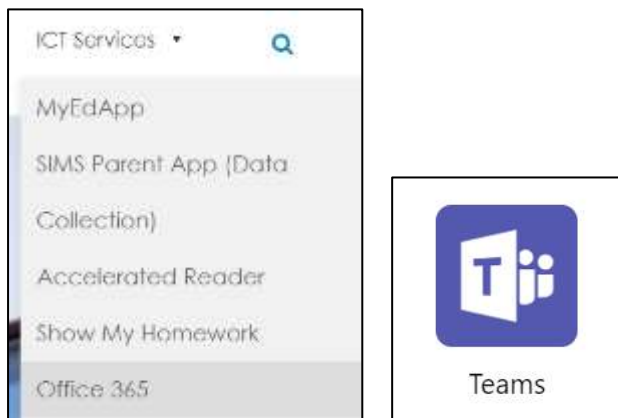 ICT Services
MyEdApp
SIMS Parent App (Data
Collection)
Accelerated Reader
Show My Homework
Office 365
T
Teams